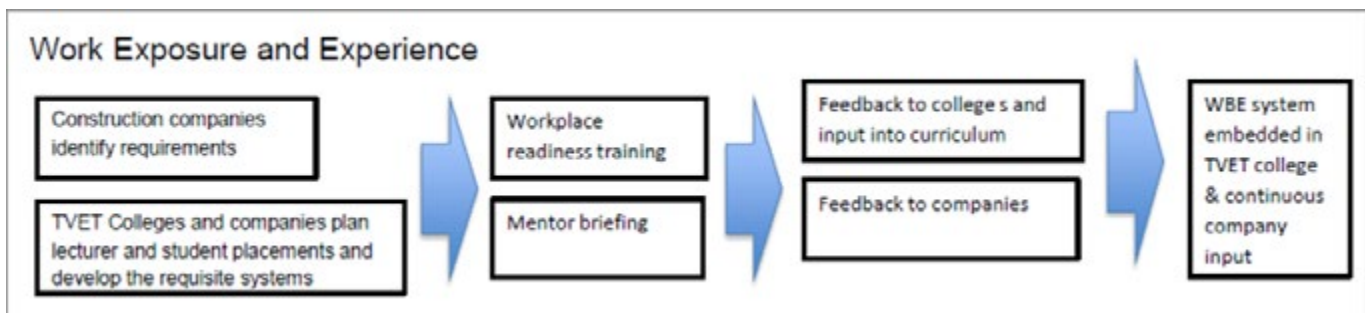 Work Exposure and Experience
Construction companies
identify requirements
TVET Colleges and companies plan
lecturer and student placements and
develop the requisite systems
Workplace
readiness training
Mentor briefing
Feedback to college s and
input into curriculum
Feedback to companies
WBE system
embedded in
TVET college
& continuous
company
input